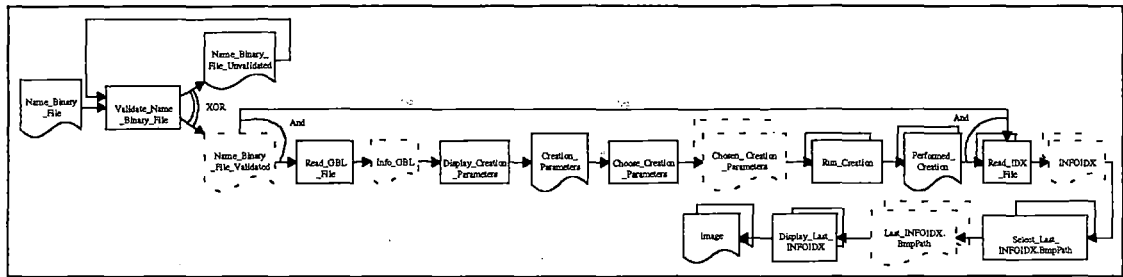 Name_Binary_
File_Unvalidated
Name_Binary
_File
Validate_Name
_Binary_File
XOR
And
And
Name_Binary
File_Validated
Read_GBL
_File
Info_GBL
Display_Creation
_Parameters
Creation_
Parameters
Choose_Creation
_Parameters
Chosen_Creation
_Parameters
Run_Creation
Performed_
Creation
Read_IDX
_File
INFOIDX
Image
Display_Last_
INFOIDX
Last_INFOIDX.
BmpPath
Select_Last_
INFOIDX.BmpPath